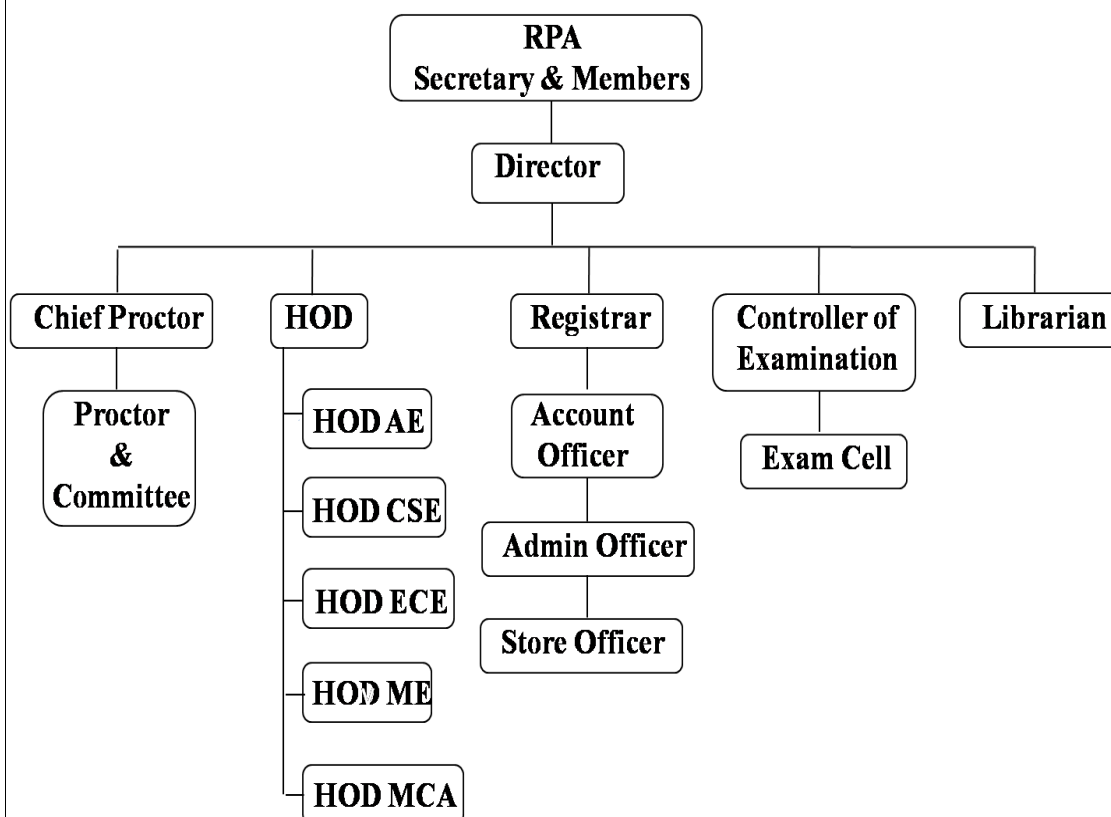 RPA
Secretary & Members
Director
Chief Proctor
HOD
Registrar
Controller of
Examination
Librarian
Proctor
&
Committee
HOD AE
HOD CSE
HOD ECE
HOD ME
HOD MCA
Account
Officer
Admin Officer
Store Officer
Exam Cell